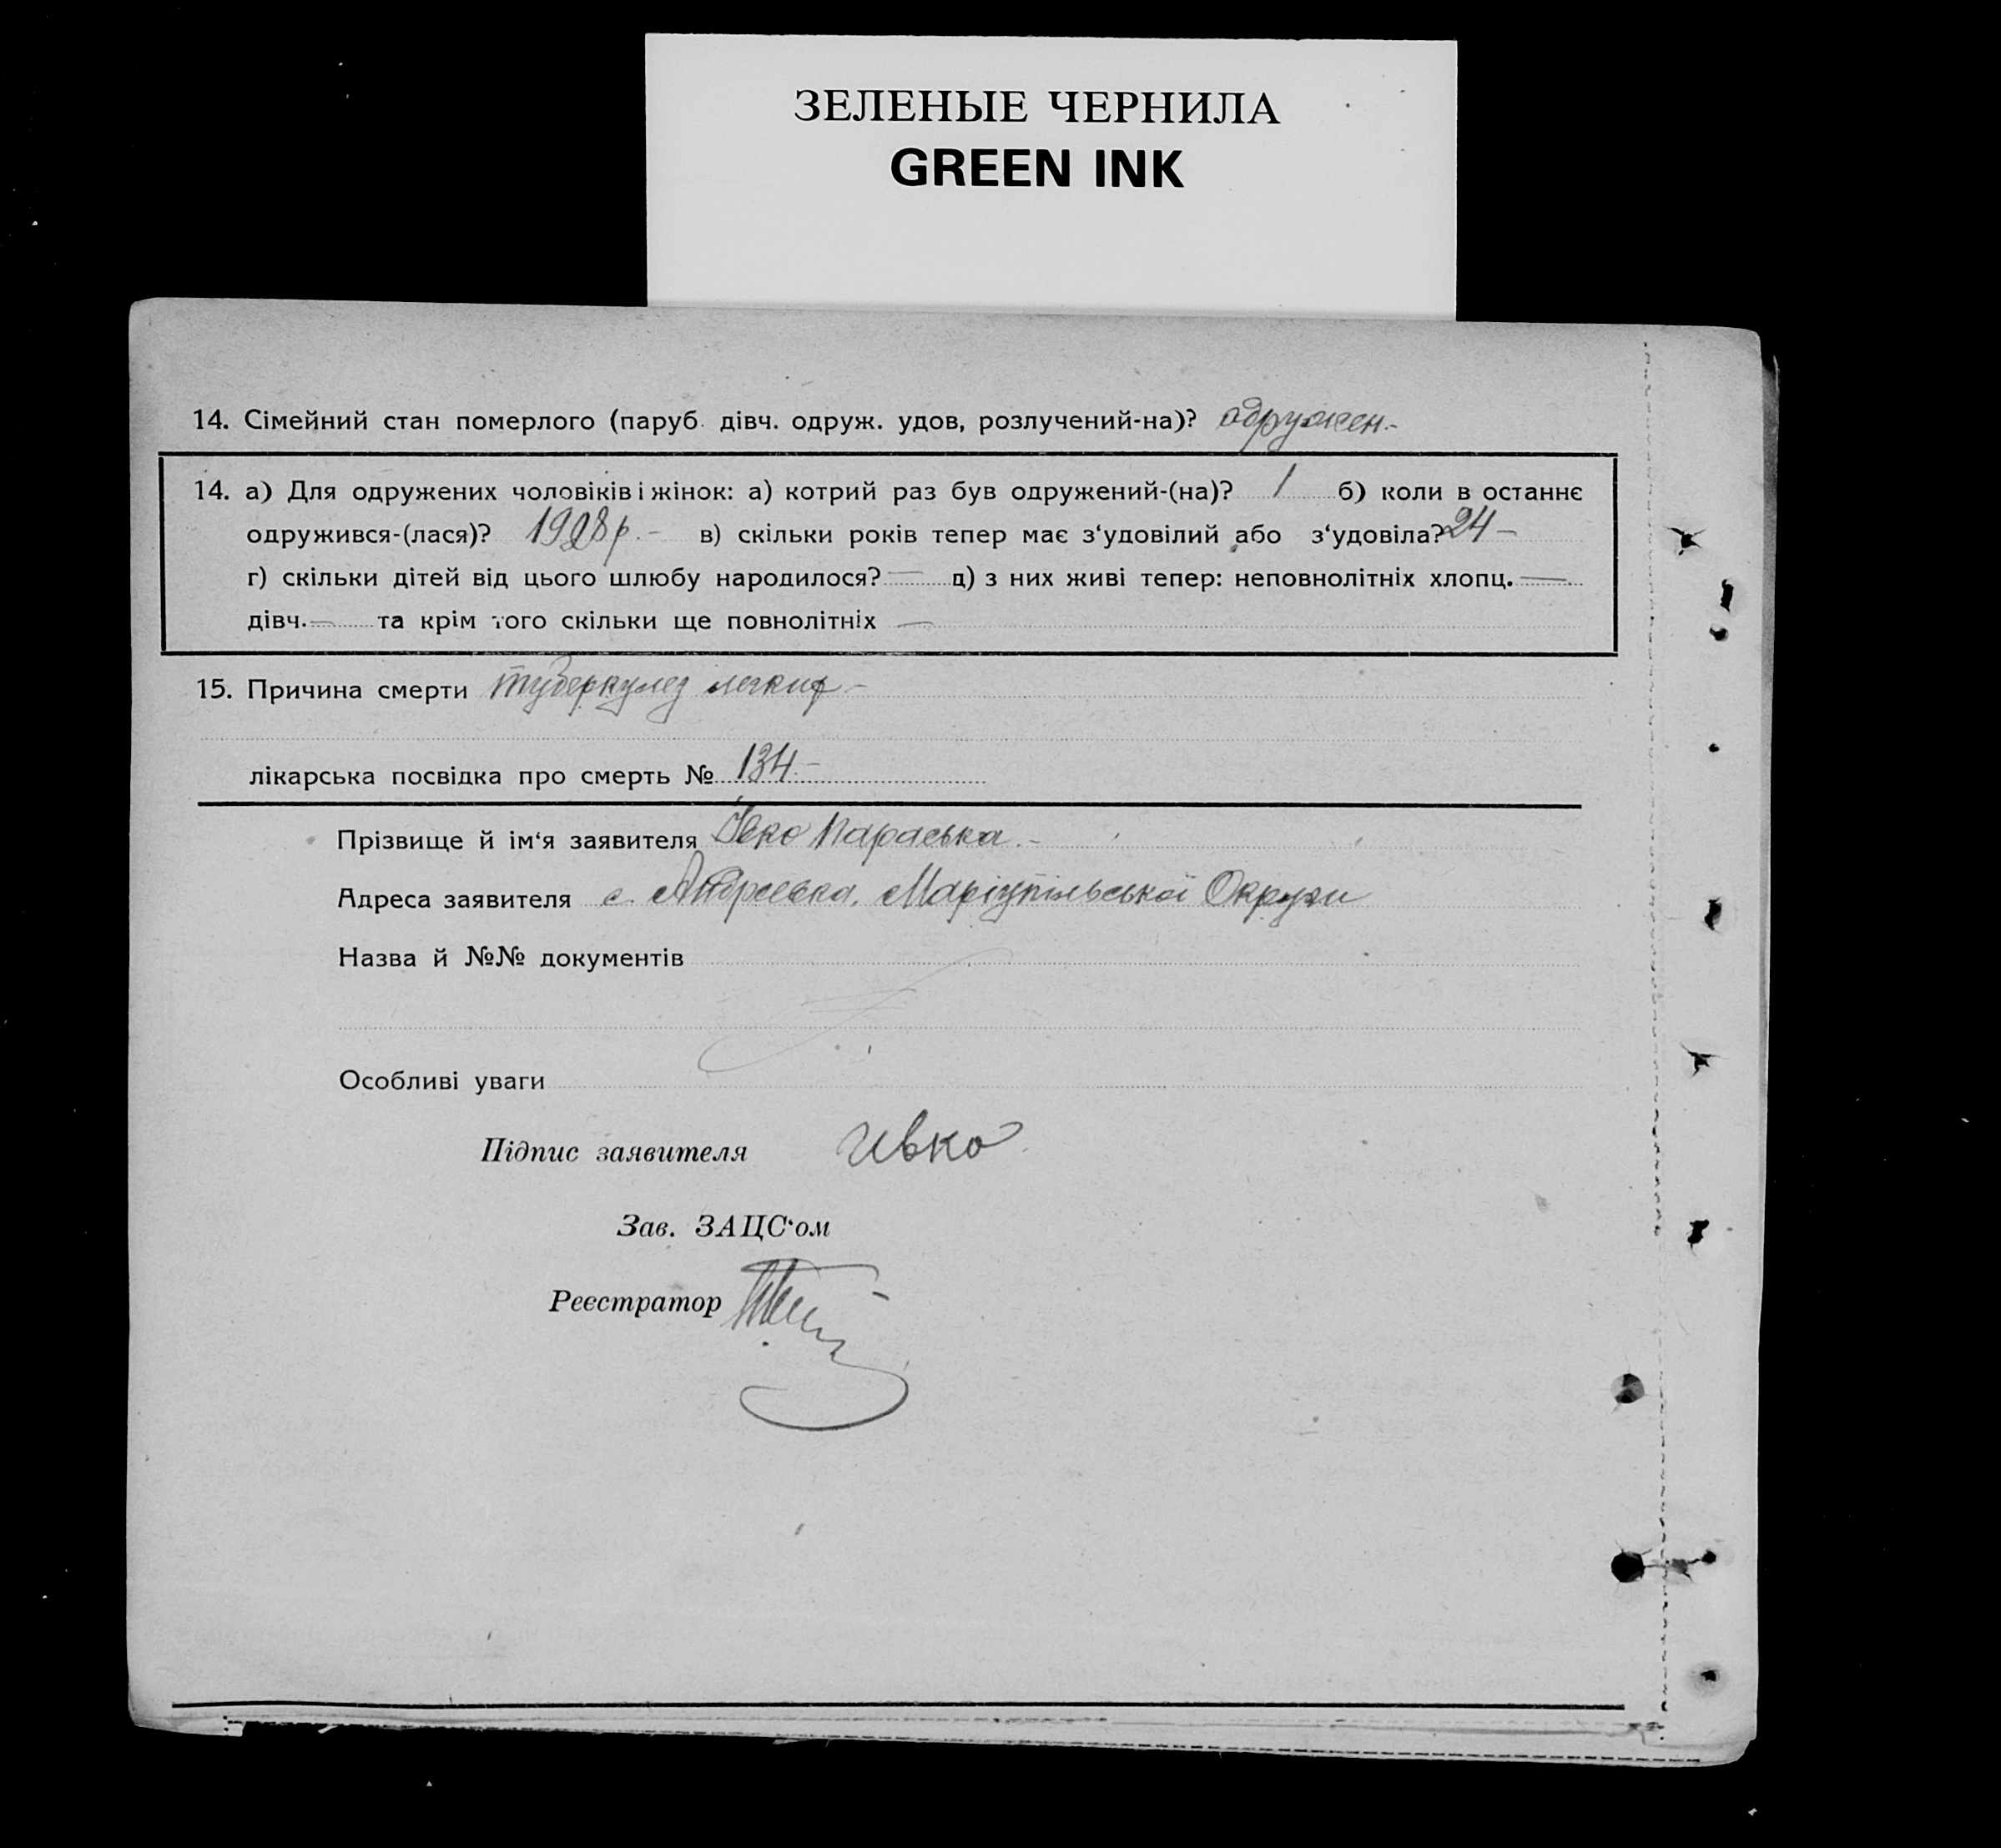 ЗЕЛЕНЫЕ ЧЕРНИЛА
GREEN INK
14. Сімейний стан померлого (паруб. дівч. одруж. удов, розлучений-на)? одружен.-
14. а) Для одружених чоловіків і жінок: а) котрий раз був одружений-(на)? 1 б) коли в останнє
одружився-(лася)? 1928р.- в) скільки років тепер має з‘удовілий або з‘удовіла? 24-
г) скільки дітей від цього шлюбу народилося? — д) з них живі тепер: неповнолітніх хлопц. —
дівч. — та крім того скільки ще повнолітніх —
15. Причина смерти туберкулез легких-
лікарська посвідка про смерть № 134-
Прізвище й ім‘я заявителя Івко Параська.-
Адреса заявителя с. Андреевка, Маріупільської Округи
Назва й №№ документів
Особливі уваги
Підпис заявителя Ивко
Зав. ЗАЦС‘ом
Реєстратор